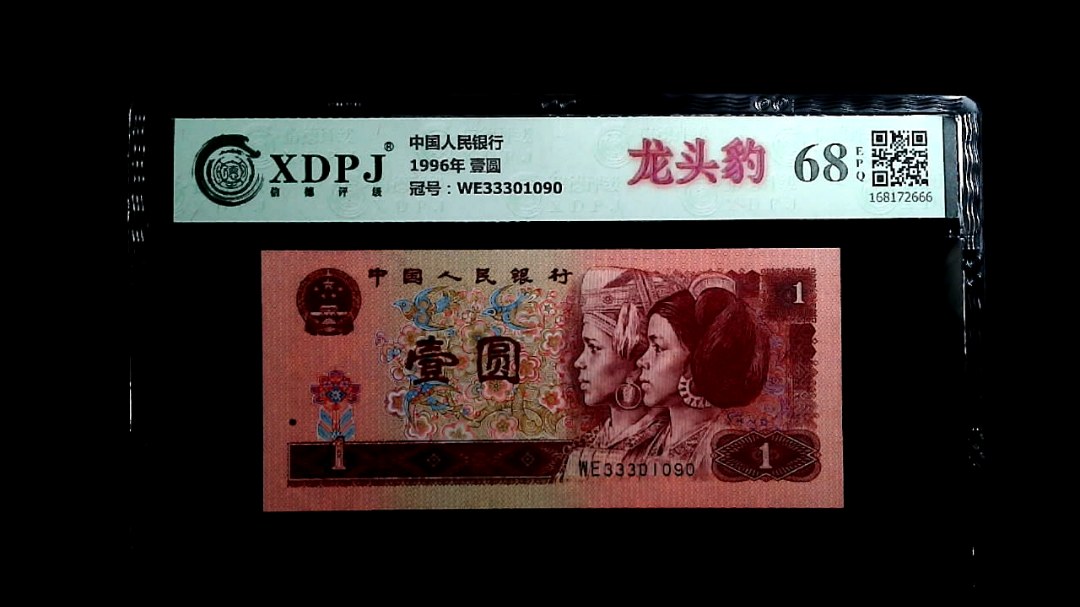 XDPJ®
信德评级
中国人民银行
1996年 壹圆
冠号：WE33301090
龙头豹
68
EPQ
168172666
中国人民银行
1
壹圆
1
WE33301090
1